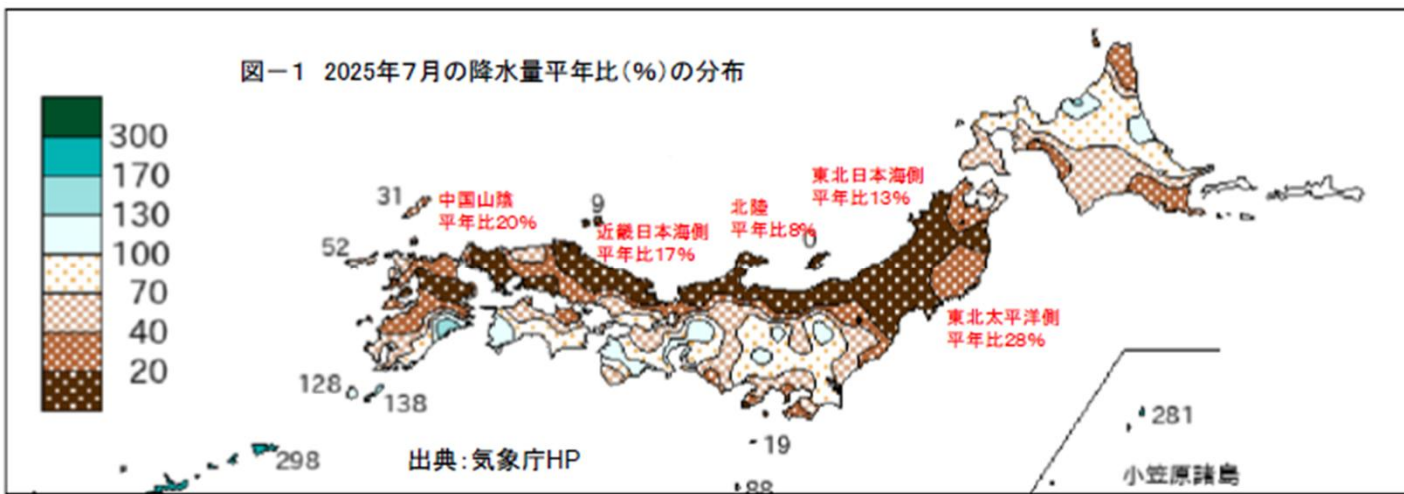 図－1 2025年7月の降水量平年比(%)の分布
300
170
130
100
70
40
20
31
中国山陰
平年比20%
9
近畿日本海側
平年比17%
北陸
平年比8%
0
東北日本海側
平年比13%
52
東北太平洋側
平年比28%
128
138
19
281
298
出典:気象庁HP
88
小笠原諸島